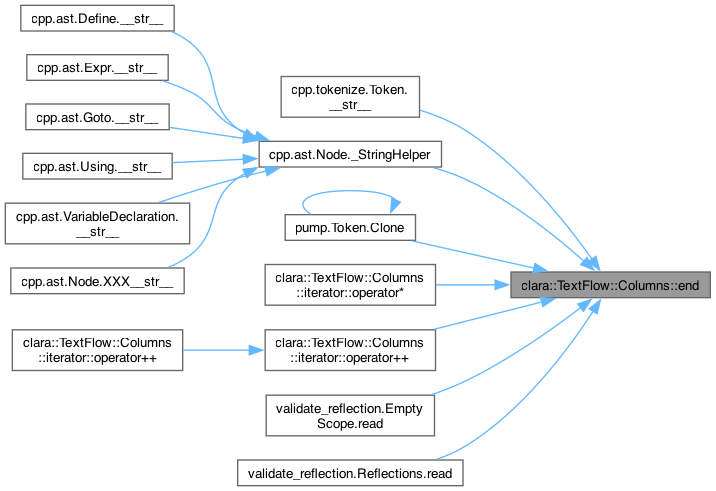 cpp.ast.Define.__str__
cpp.ast.Expr.__str__
cpp.ast.Goto.__str__
cpp.ast.Using.__str__
cpp.ast.VariableDeclaration.
__str__
cpp.ast.Node.XXX__str__
clara::TextFlow::Columns
::iterator::operator++
cpp.tokenize.Token.
__str__
cpp.ast.Node._StringHelper
pump.Token.Clone
clara::TextFlow::Columns
::iterator::operator*
clara::TextFlow::Columns
::iterator::operator++
validate_reflection.Empty
Scope.read
validate_reflection.Reflections.read
clara::TextFlow::Columns::end